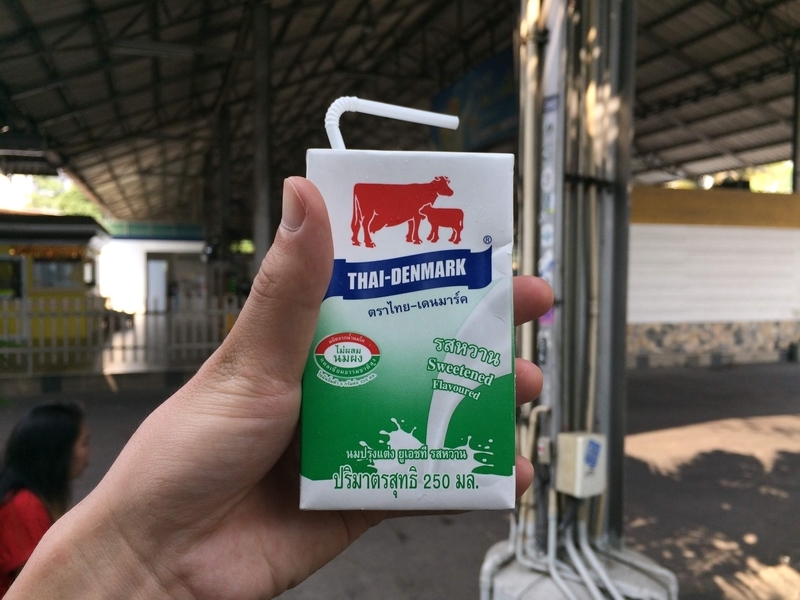 ®
THAI-DENMARK
ตราไทย-เดนมาร์ค
ไม่ผสม
นมผง
รสหวาน
Sweetened
Flavoured
นมปรุงแต่ง ยูเอชที รสหวาน
ปริมาตรสุทธิ 250 มล.